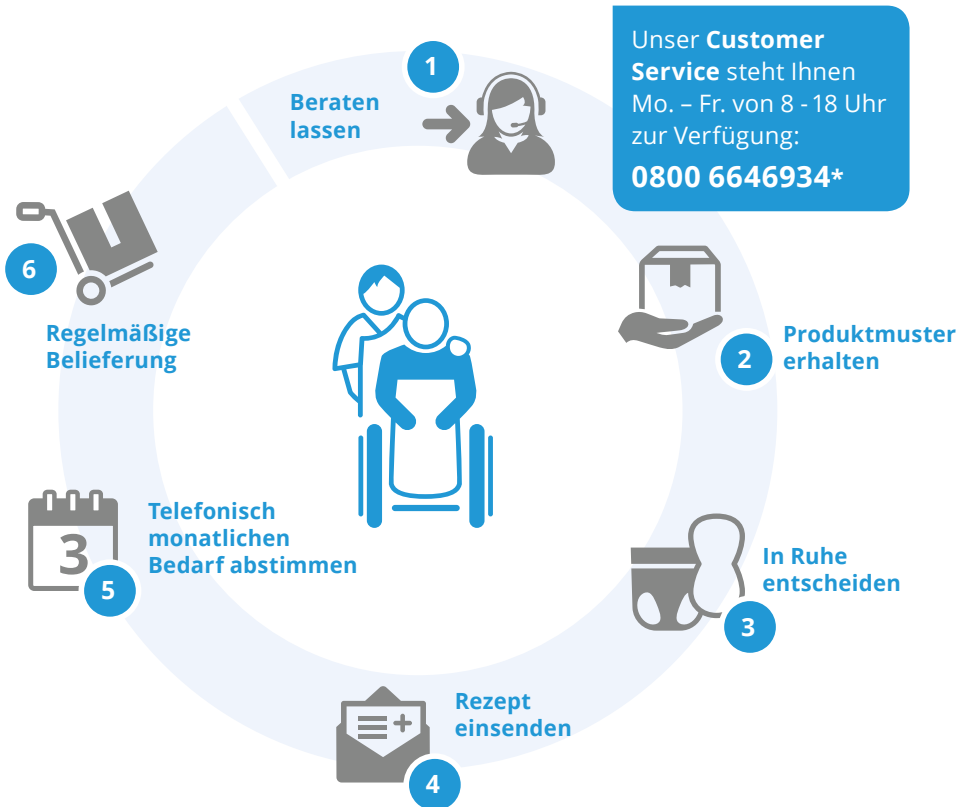 1
Beraten
lassen
Unser Customer
Service steht Ihnen
Mo. – Fr. von 8 - 18 Uhr
zur Verfügung:
0800 6646934*
2
Produktmuster
erhalten
3
In Ruhe
entscheiden
4
Rezept
einsenden
3
5
Telefonisch
monatlichen
Bedarf abstimmen
6
Regelmäßige
Belieferung